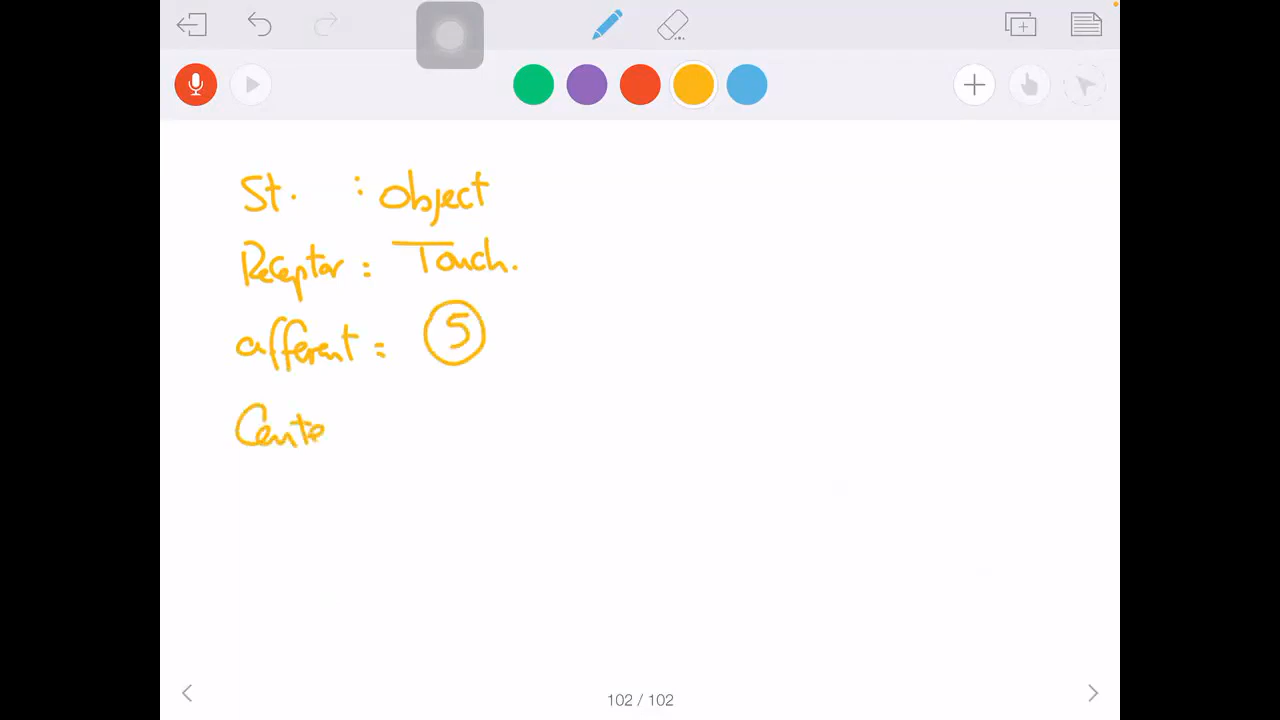 St. : object
Receptor : Touch.
afferent : 5
Cente
102 / 102